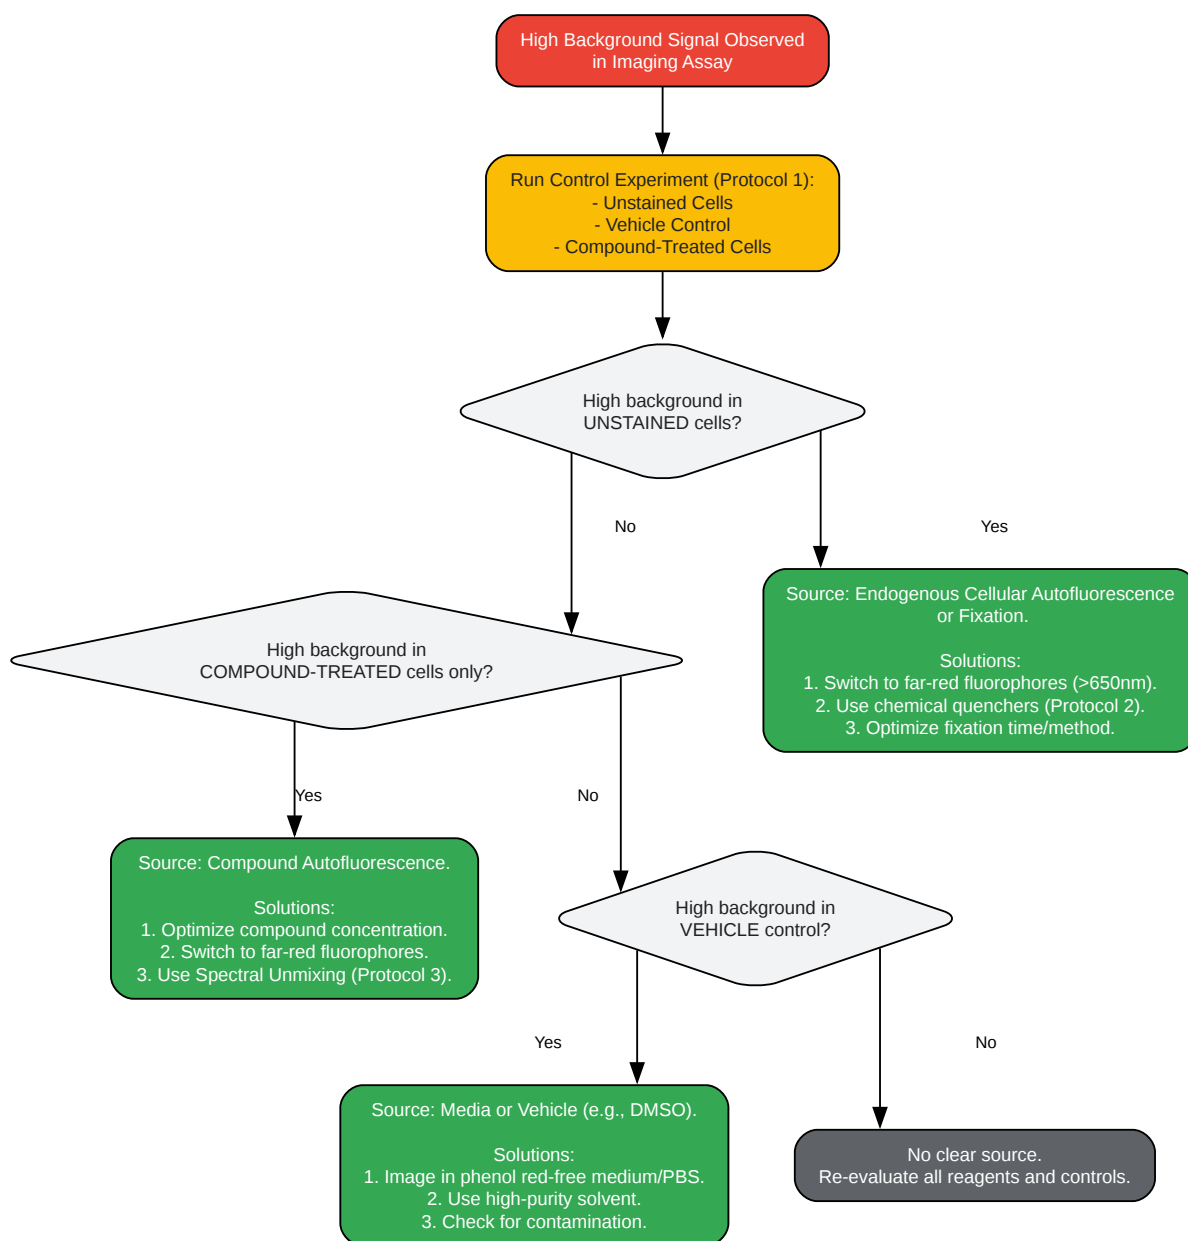 High Background Signal Observed
in Imaging Assay
Run Control Experiment (Protocol 1):
- Unstained Cells
- Vehicle Control
- Compound-Treated Cells
High background in
UNSTAINED cells?
No
Yes
Source: Endogenous Cellular Autofluorescence
or Fixation.
Solutions:
1. Switch to far-red fluorophores (>650nm).
2. Use chemical quenchers (Protocol 2).
3. Optimize fixation time/method.
High background in
COMPOUND-TREATED cells only?
Yes
No
Source: Compound Autofluorescence.
Solutions:
1. Optimize compound concentration.
2. Switch to far-red fluorophores.
3. Use Spectral Unmixing (Protocol 3).
High background in
VEHICLE control?
Yes
No
Source: Media or Vehicle (e.g., DMSO).
Solutions:
1. Image in phenol red-free medium/PBS.
2. Use high-purity solvent.
3. Check for contamination.
No clear source.
Re-evaluate all reagents and controls.